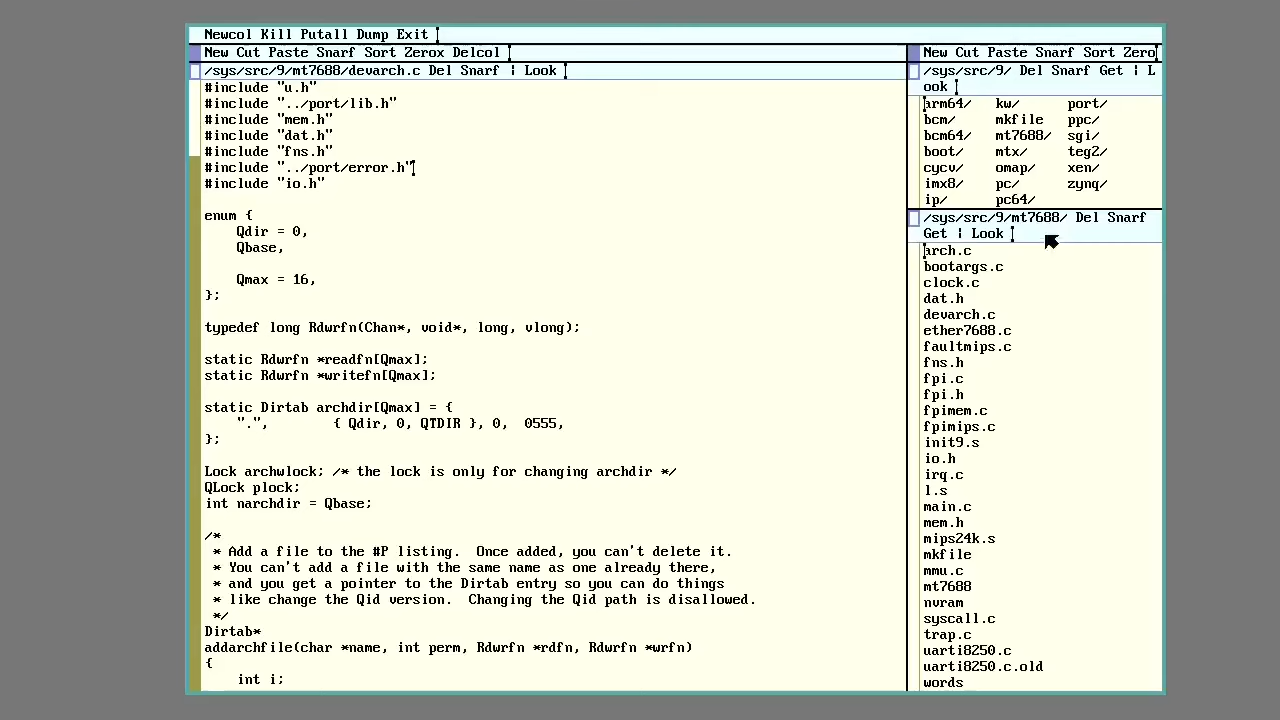 Newcol Kill Putall Dump Exit
New Cut Paste Snarf Sort Zerox Delcol
/sys/src/9/mt7688/devarch.c Del Snarf | Look
#include "u.h"
#include "../port/lib.h"
#include "mem.h"
#include "dat.h"
#include "fns.h"
#include "../port/error.h"
#include "io.h"
enum {
    Qdir = 0,
    Qbase,
    Qmax = 16,
};
typedef long Rdwrfn(Chan*, void*, long, vlong);
static Rdwrfn *readfn[Qmax];
static Rdwrfn *writefn[Qmax];
static Dirtab archdir[Qmax] = {
    ".",        { Qdir, 0, QTDIR }, 0,  0555,
};
Lock archwlock; /* the lock is only for changing archdir */
QLock plock;
int narchdir = Qbase;
/*
 * Add a file to the #P listing.  Once added, you can't delete it.
 * You can't add a file with the same name as one already there,
 * and you get a pointer to the Dirtab entry so you can do things
 * like change the Qid version.  Changing the Qid path is disallowed.
 */
Dirtab*
addarchfile(char *name, int perm, Rdwrfn *rdfn, Rdwrfn *wrfn)
{
    int i;
New Cut Paste Snarf Sort Zero
/sys/src/9/ Del Snarf Get | L
ook
arm64/   kw/      port/
bcm/     mkfile   ppc/
bcm64/   mt7688/  sgi/
boot/    mtx/     teg2/
cycv/    omap/    xen/
imx8/    pc/      zynq/
ip/      pc64/
/sys/src/9/mt7688/ Del Snarf
Get | Look
arch.c
bootargs.c
clock.c
dat.h
devarch.c
ether7688.c
faultmips.c
fns.h
fpi.c
fpi.h
fpimem.c
fpimips.c
init9.s
io.h
irq.c
l.s
main.c
mem.h
mips24k.s
mkfile
mmu.c
mt7688
nvram
syscall.c
trap.c
uarti8250.c
uarti8250.c.old
words